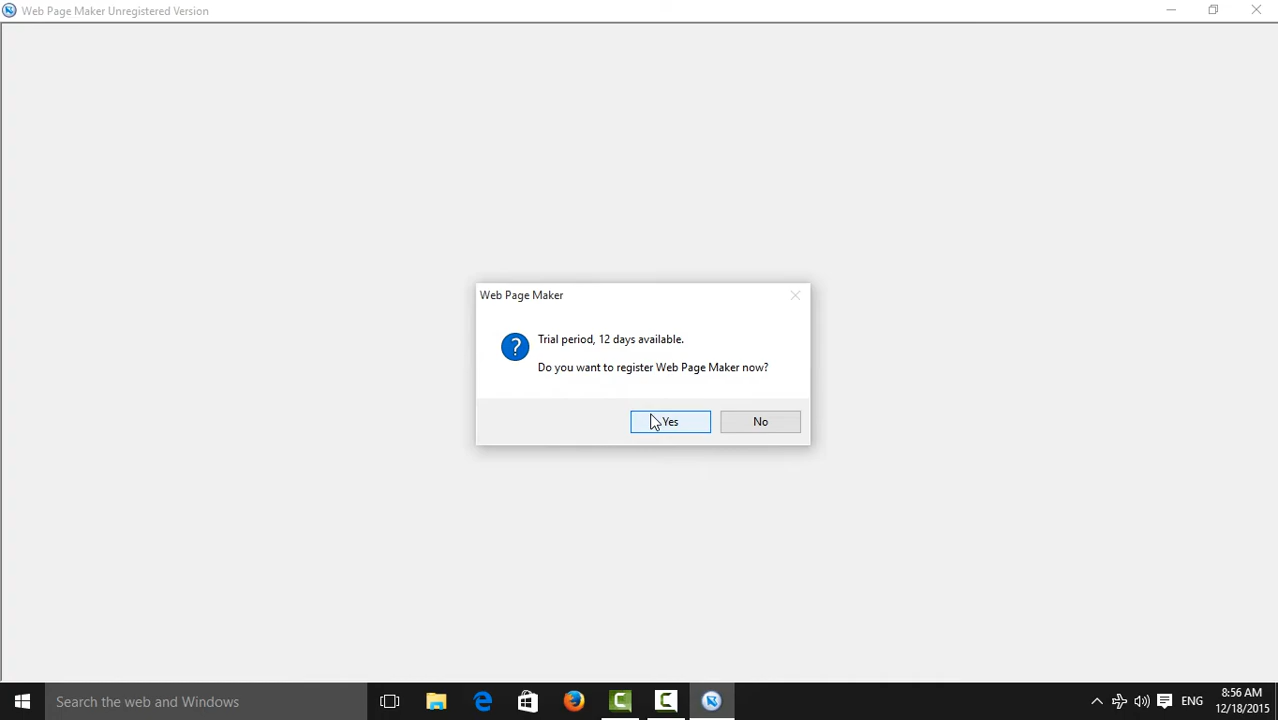 Web Page Maker Unregistered Version
Web Page Maker
Trial period, 12 days available.
Do you want to register Web Page Maker now?
Yes
No
Search the web and Windows
ENG
8:56 AM
12/18/2015